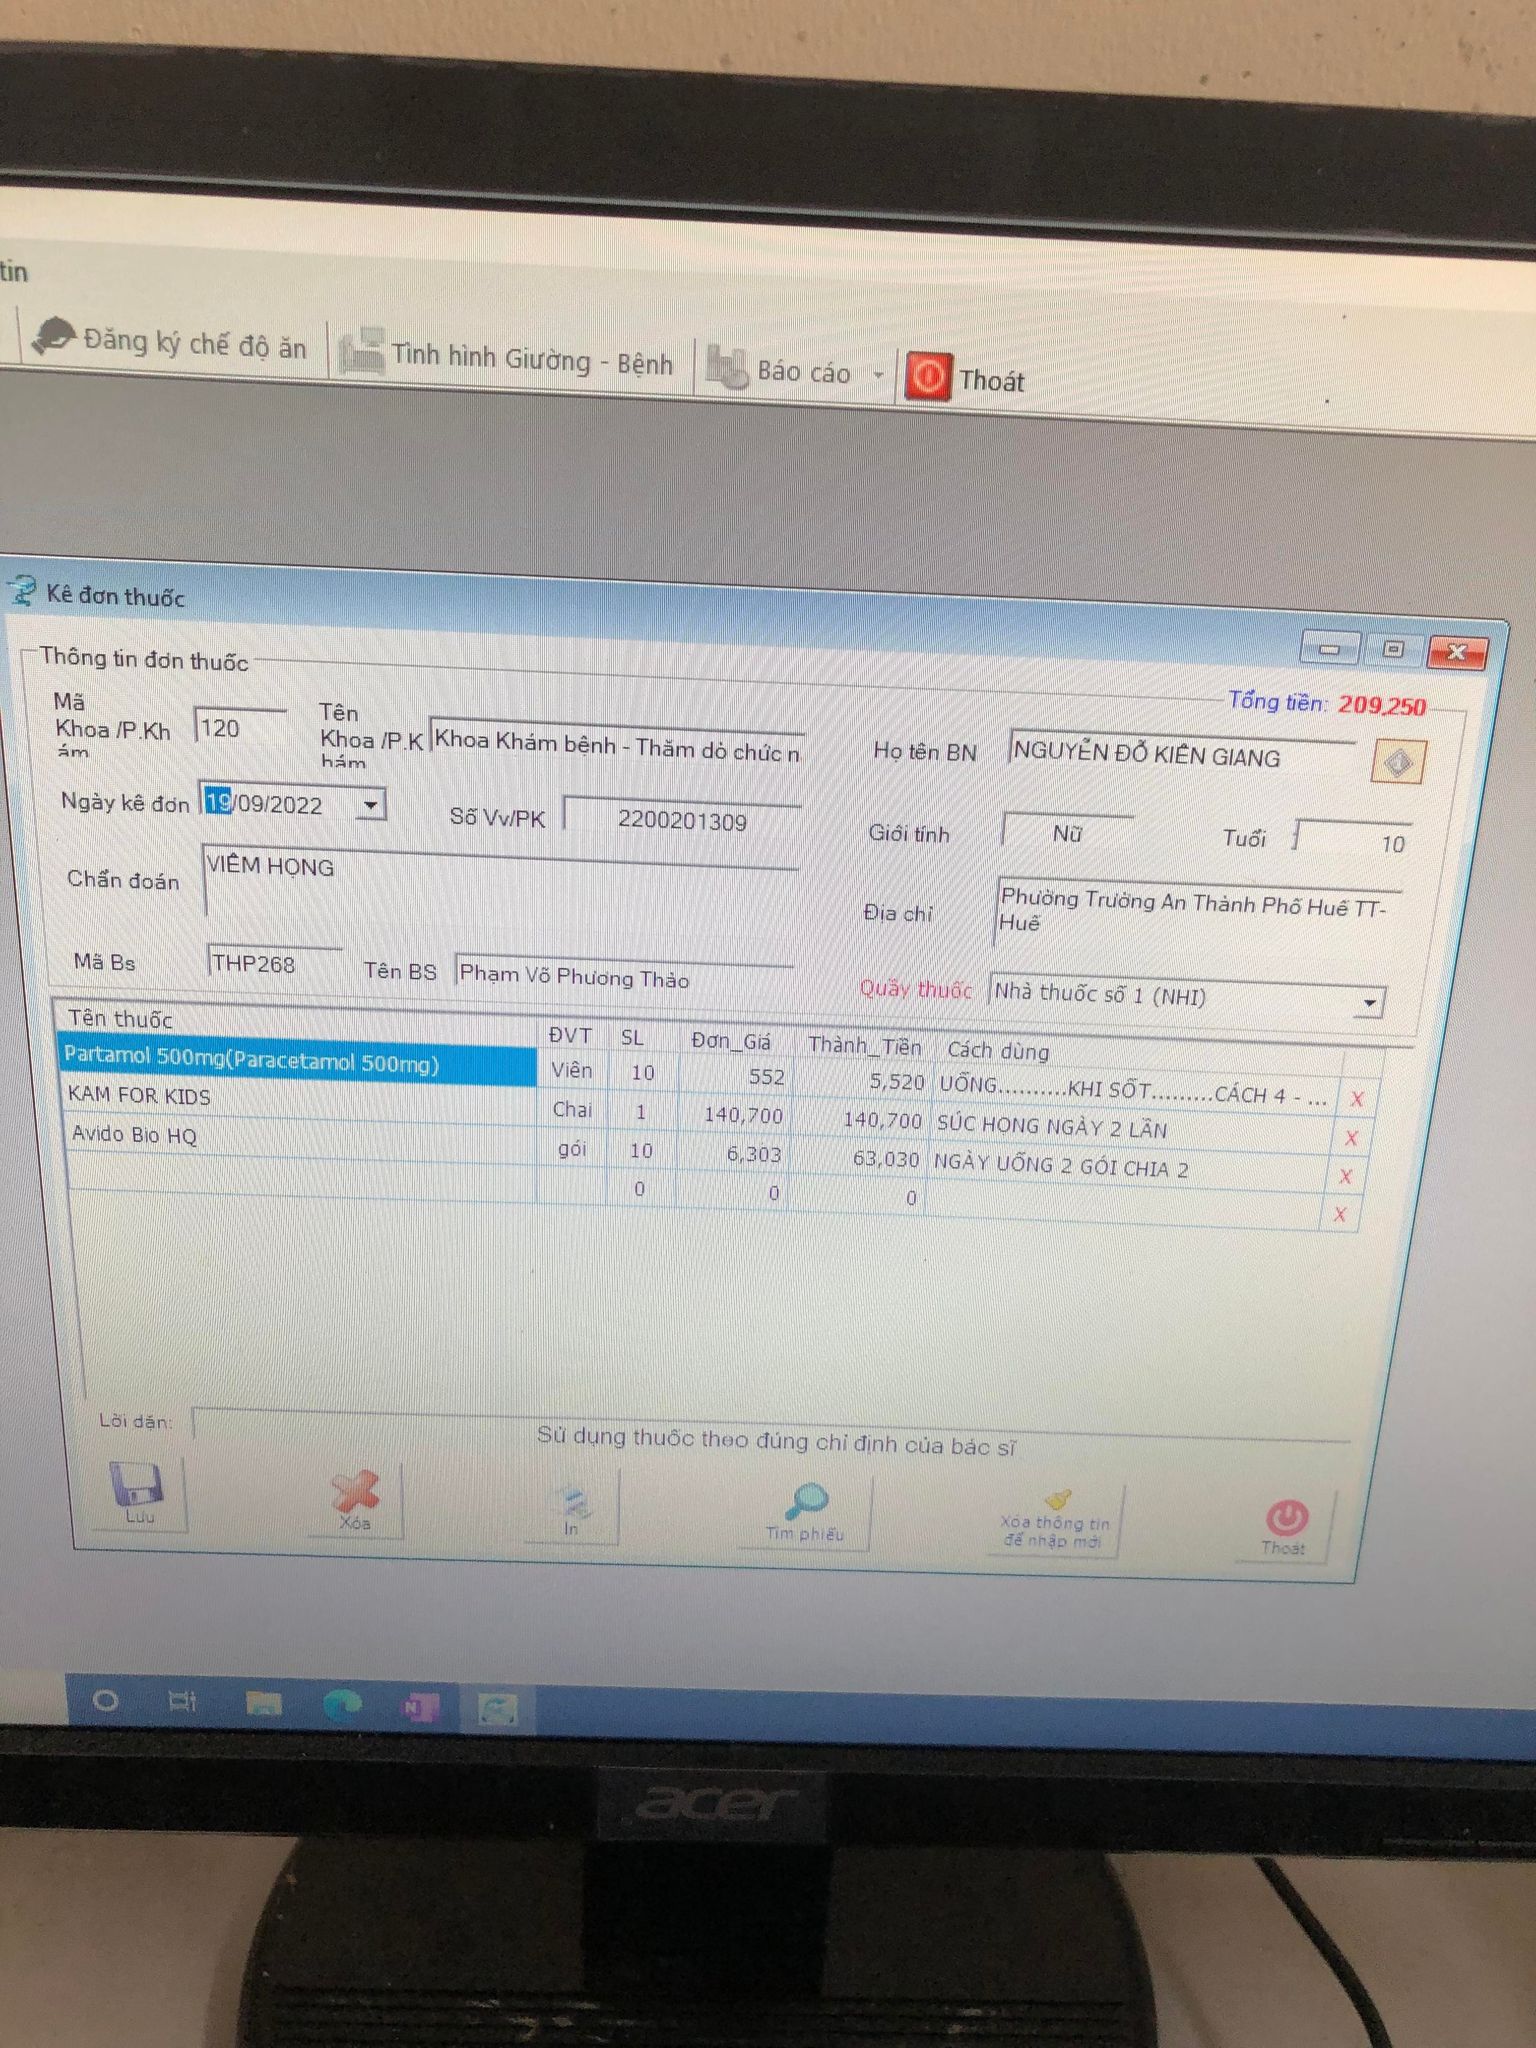 tin
Đăng ký chế độ ăn
Tình hình Giường - Bệnh
Báo cáo
Thoát
Kê đơn thuốc
Thông tin đơn thuốc
Tổng tiền: 209,250
Mã Khoa /P.Kh
ám
120
Tên
Khoa /P.K
hám
Khoa Khám bệnh - Thăm dò chức n
Họ tên BN
NGUYỄN ĐỖ KIÊN GIANG
Ngày kê đơn
19/09/2022
Số Vv/PK
2200201309
Giới tính
Nữ
Tuổi
10
Chẩn đoán
VIÊM HỌNG
Địa chỉ
Phường Trường An Thành Phố Huế TT-
Huế
Mã Bs
THP268
Tên BS
Phạm Võ Phương Thảo
Quầy thuốc
Nhà thuốc số 1 (NHI)
Tên thuốc ĐVT SL Đơn_Giá Thành_Tiền Cách dùng
Partamol 500mg(Paracetamol 500mg) Viên 10 552 5,520 UỐNG..........KHI SỐT.........CÁCH 4 - ... X
KAM FOR KIDS Chai 1 140,700 140,700 SÚC HỌNG NGÀY 2 LẦN X
Avido Bio HQ gói 10 6,303 63,030 NGÀY UỐNG 2 GÓI CHIA 2 X
0 0 0 X
Lời dặn:
Sử dụng thuốc theo đúng chỉ định của bác sĩ
Lưu
Xóa
In
Tìm phiếu
Xóa thông tin
để nhập mới
Thoát
N
acer